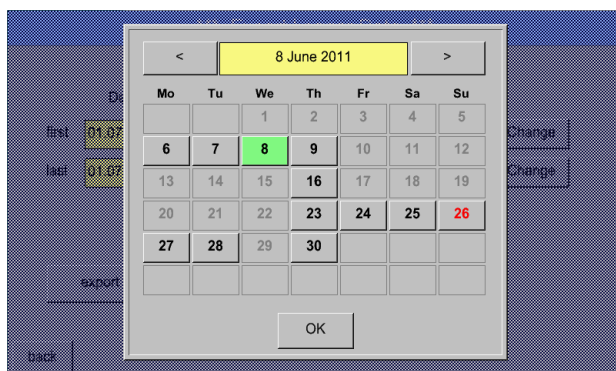 < 8 June 2011 >
Mo Tu We Th Fr Sa Su
1 2 3 4 5
first 01.07 6 7 8 9 10 11 12 Change
last 01.07 13 14 15 16 17 18 19 Change
20 21 22 23 24 25 26
27 28 29 30
export
OK
back